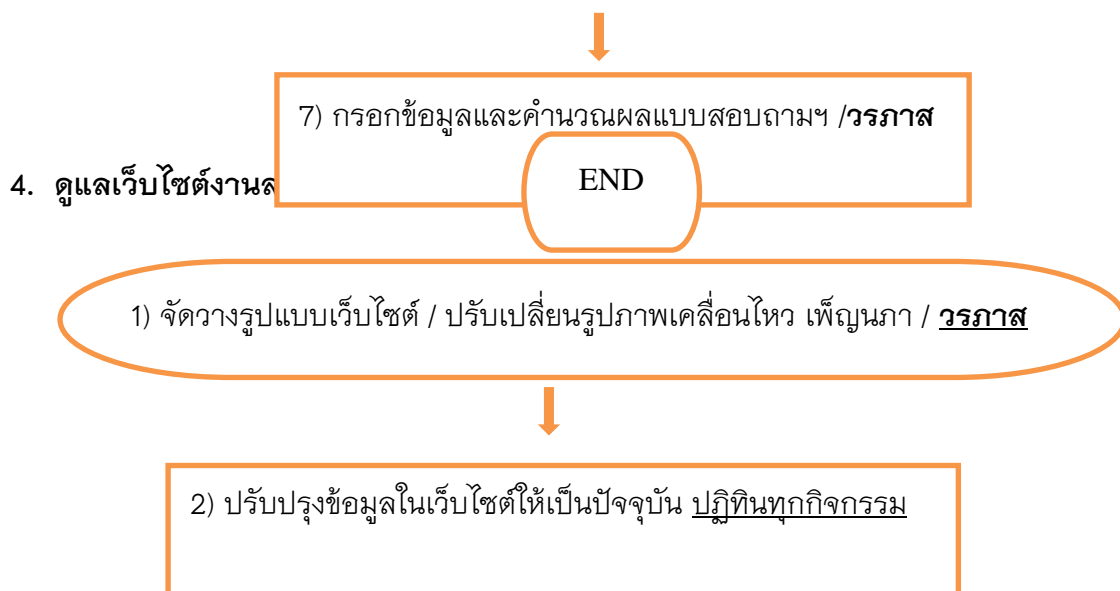 7) กรอกข้อมูลและคำนวณผลแบบสอบถามฯ /วรภาส
END
4. ดูแลเว็บไซต์งานส
1) จัดวางรูปแบบเว็บไซต์ / ปรับเปลี่ยนรูปภาพเคลื่อนไหว เพ็ญนภา / วรภาส
2) ปรับปรุงข้อมูลในเว็บไซต์ให้เป็นปัจจุบัน ปฏิทินทุกกิจกรรม